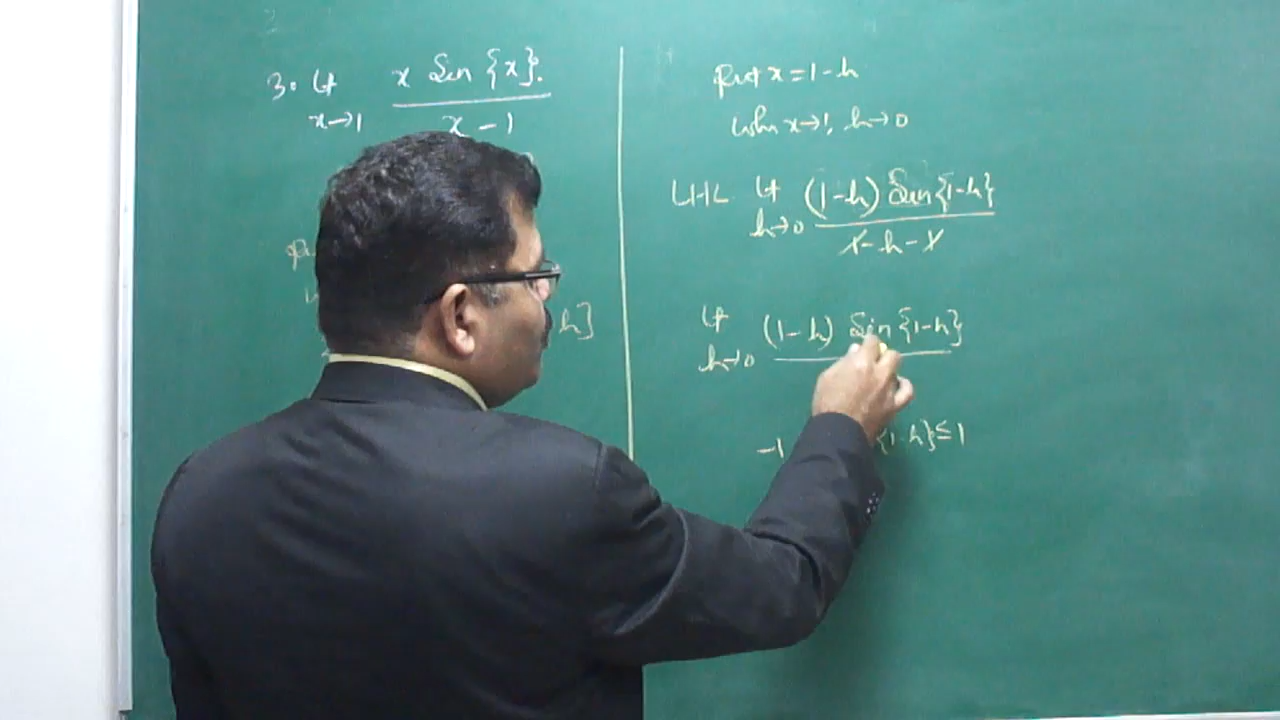 3. Lt x Sin {x}.
x→1 x - 1
h]
Put x = 1 - h
When x→1, h→0
LHL Lt (1-h) Sin{1-h}
h→0 1 - h - 1
Lt (1-h) Sin{1-h}
h→0
-1 {1-h} ≤ 1